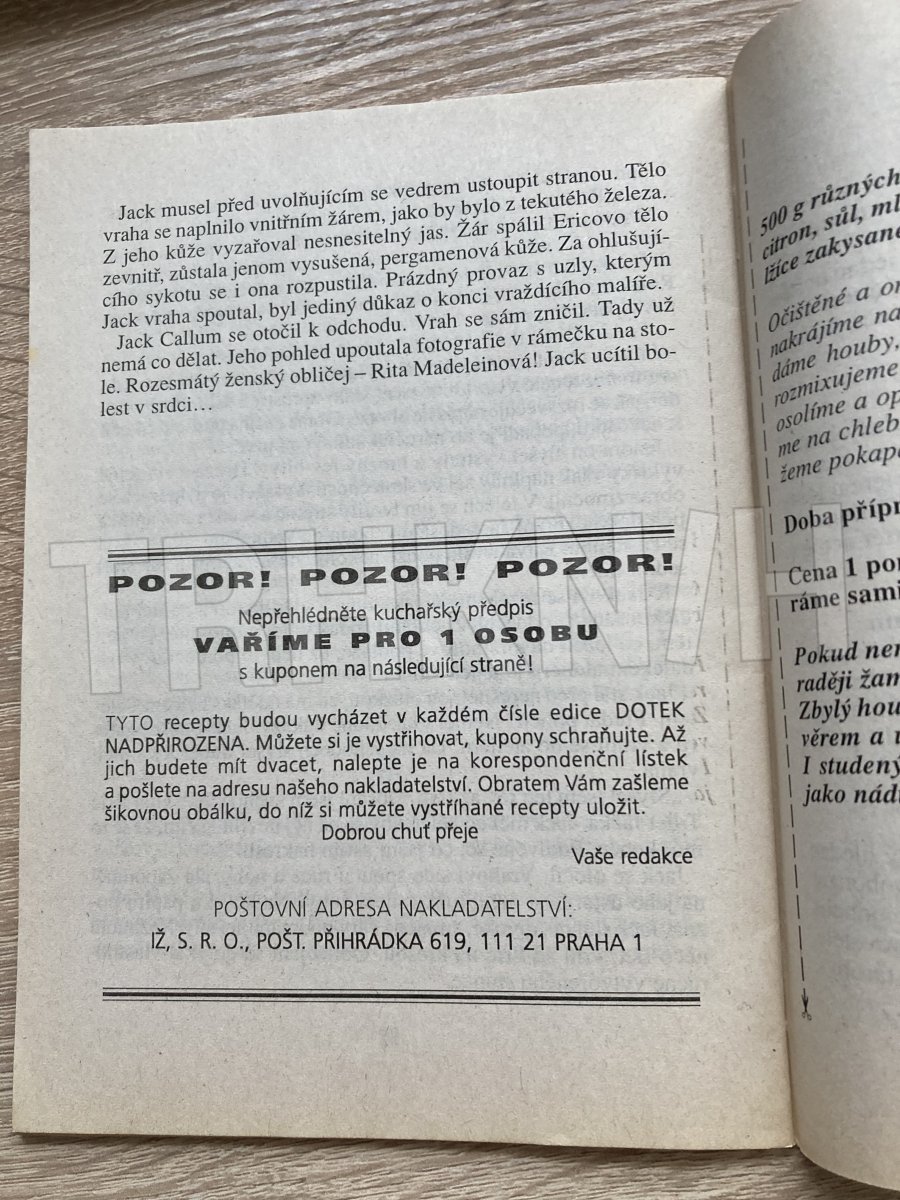 Jack musel před uvolňujícím se vedrem ustoupit stranou. Tělo
vraha se naplnilo vnitřním žárem, jako by bylo z tekutého železa.
Z jeho kůže vyzařoval nesnesitelný jas. Žár spálil Ericovo tělo
zevnitř, zůstala jenom vysušená, pergamenová kůže. Za ohlušují-
cího sykotu se i ona rozpustila. Prázdný provaz s uzly, kterým
Jack vraha spoutal, byl jediný důkaz o konci vraždícího malíře.
Jack Callum se otočil k odchodu. Vrah se sám zničil. Tady už
nemá co dělat. Jeho pohled upoutala fotografie v rámečku na sto-
le. Rozesmátý ženský obličej – Rita Madeleinová! Jack ucítil bo-
lest v srdci…
TRHKNIH
POZOR! POZOR! POZOR!
Nepřehlédněte kuchařský předpis
VAŘÍME PRO 1 OSOBU
s kuponem na následující straně!
TYTO recepty budou vycházet v každém čísle edice DOTEK
NADPŘIROZENA. Můžete si je vystřihovat, kupony schraňujte. Až
jich budete mít dvacet, nalepte je na korespondenční lístek
a pošlete na adresu našeho nakladatelství. Obratem Vám zašleme
šikovnou obálku, do níž si můžete vystříhané recepty uložit.
Dobrou chuť přeje
Vaše redakce
POŠTOVNÍ ADRESA NAKLADATELSTVÍ:
IŽ, S. R. O., POŠT. PŘIHRÁDKA 619, 111 21 PRAHA 1
500 g různých
citron, sůl, ml
lžíce zakysané
Očištěné a o
nakrájíme na
dáme houby,
rozmixujeme
osolíme a op
me na chleb
žeme pokapa
Doba přípr
Cena 1 por
ráme sami
Pokud nem
raději žam
Zbylý hou
věrem a u
I studený
jako nád